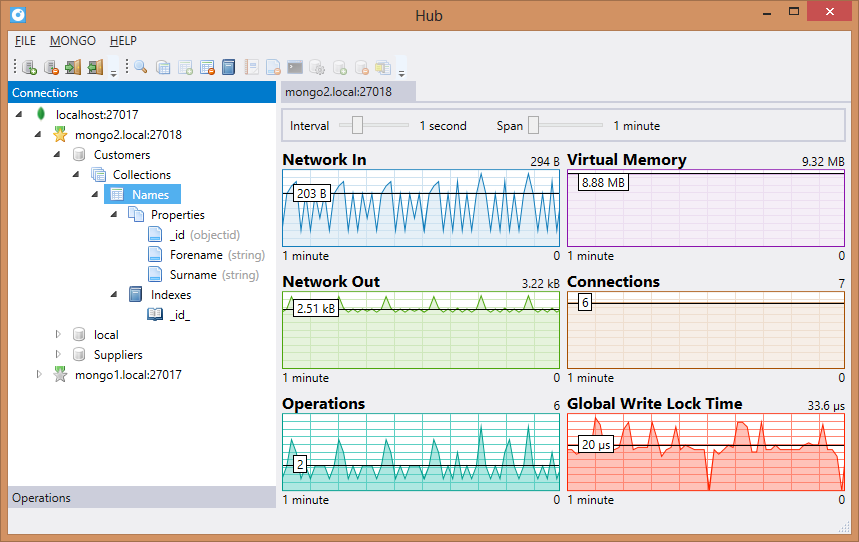 Hub
FILE MONGO HELP
Connections
localhost:27017
mongo2.local:27018
Customers
Collections
Names
Properties
_id (objectid)
Forename (string)
Surname (string)
Indexes
_id_
local
Suppliers
mongo1.local:27017
Operations
mongo2.local:27018
Interval 1 second Span 1 minute
Network In 294 B
203 B
1 minute 0
Virtual Memory 9.32 MB
8.88 MB
1 minute 0
Network Out 3.22 kB
2.51 kB
1 minute 0
Connections 7
6
1 minute 0
Operations 6
2
1 minute 0
Global Write Lock Time 33.6 µs
20 µs
1 minute 0